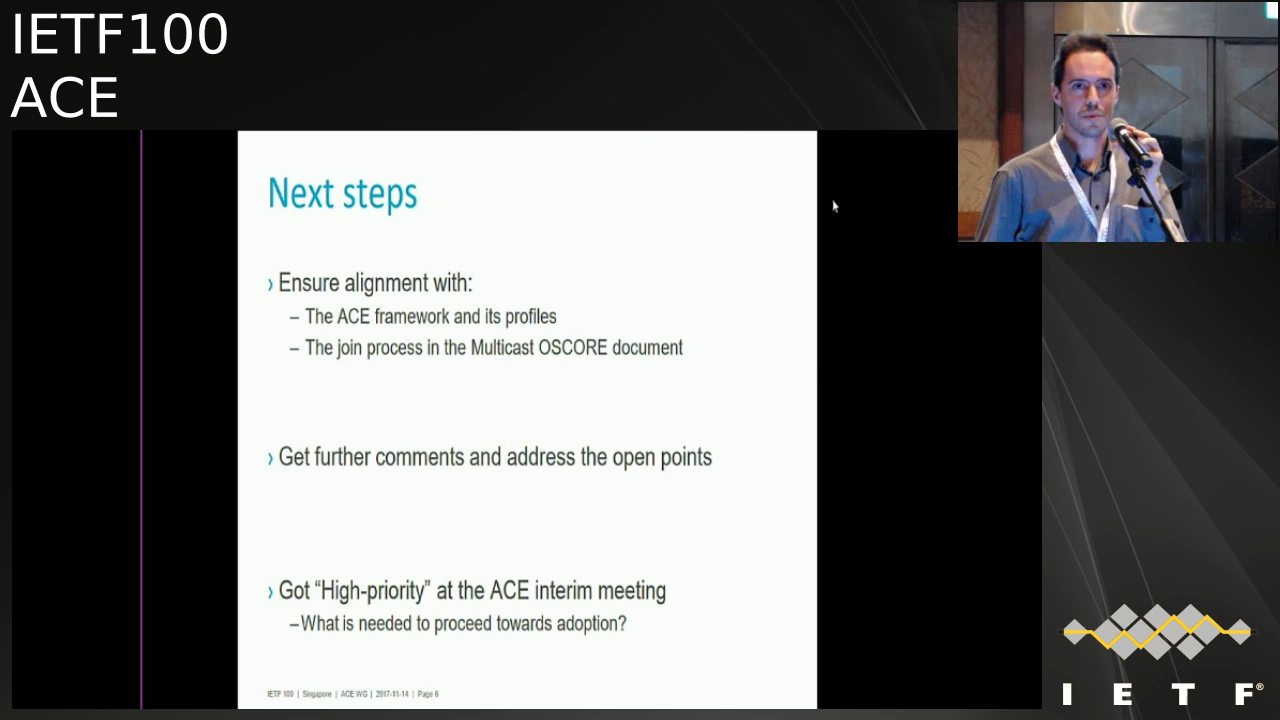 IETF100
ACE
Next steps
› Ensure alignment with:
– The ACE framework and its profiles
– The join process in the Multicast OSCORE document
› Get further comments and address the open points
› Got “High-priority” at the ACE interim meeting
–What is needed to proceed towards adoption?
IETF 100 | Singapore | ACE WG | 2017-11-14 | Page 6
I E T F®